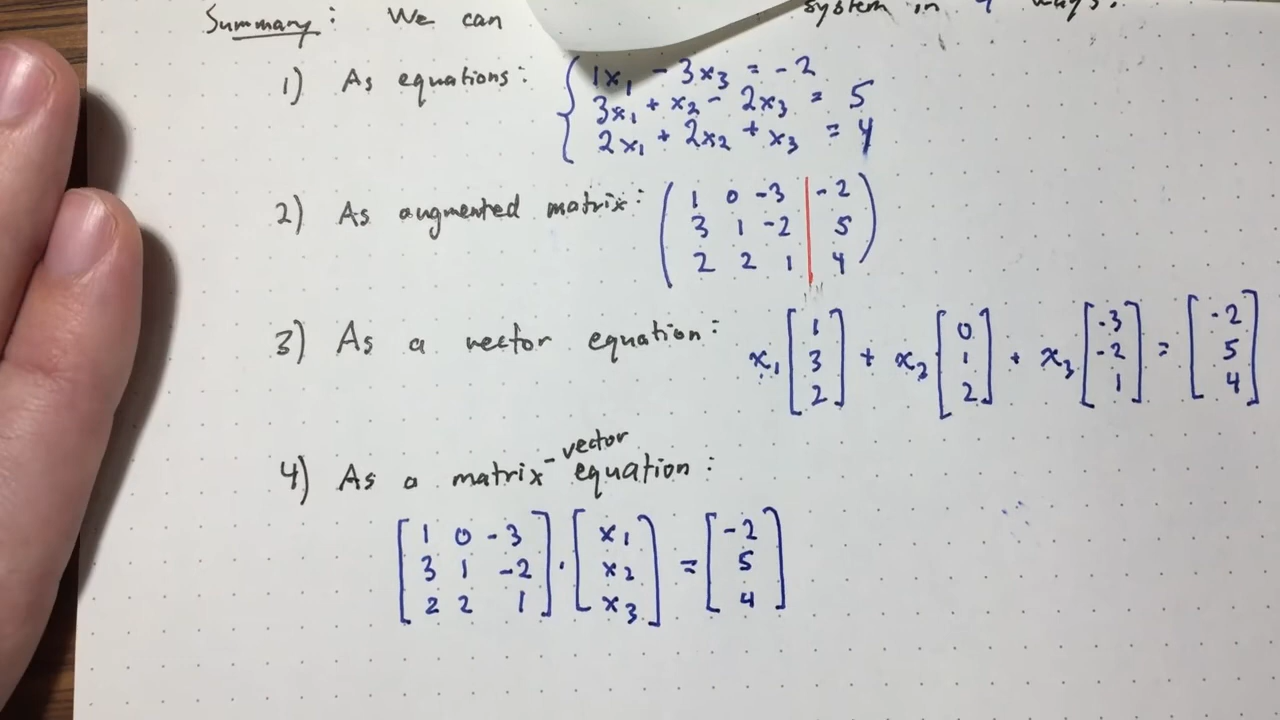 Summary: We can system in 4 ways.
1) As equations: { 1x₁ - 3x₃ = -2
3x₁ + x₂ - 2x₃ = 5
2x₁ + 2x₂ + x₃ = 4
2) As augmented matrix: ( 1 0 -3 | -2
3 1 -2 | 5
2 2 1 | 4 )
3) As a vector equation: x₁ [1 3 2] + x₂ [0 1 2] + x₃ [-3 -2 1] = [-2 5 4]
4) As a matrix-vector equation:
[ 1 0 -3 ] · [ x₁ ] = [ -2 ]
[ 3 1 -2 ] [ x₂ ] [ 5 ]
[ 2 2 1 ] [ x₃ ] [ 4 ]